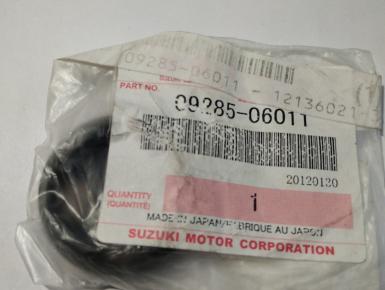 09285-06011 - 12136021
PART NO.
09285-06011
20120130
QUANTITY
(QUANTITÉ)
1
MADE IN JAPAN/FABRIQUE AU JAPON
SUZUKI MOTOR CORPORATION